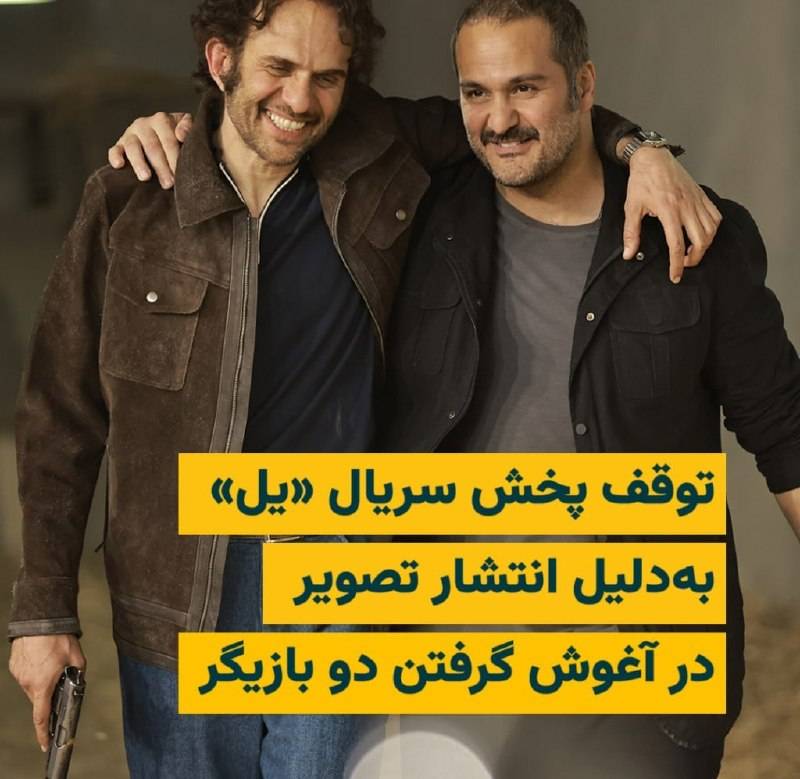 توقف پخش سریال «یل»
به‌دلیل انتشار تصویر
در آغوش گرفتن دو بازیگر